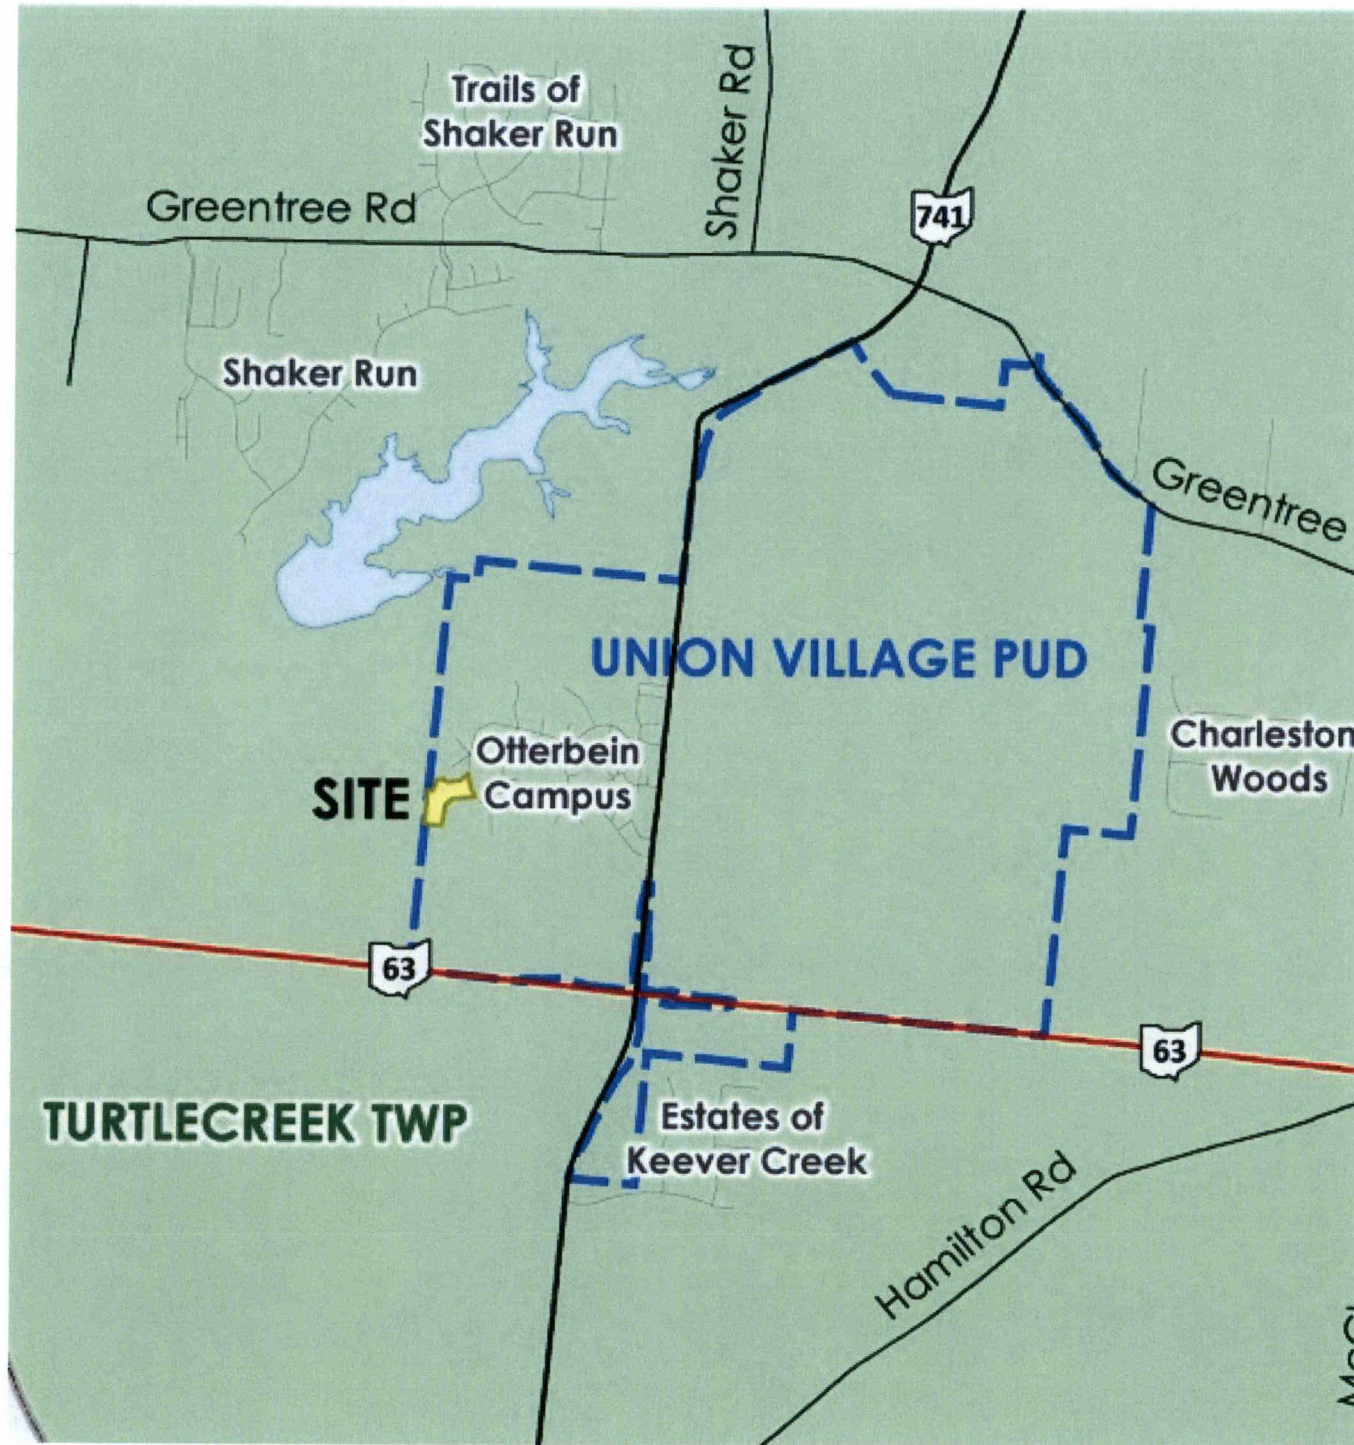 Trails of
Shaker Run
Shaker Rd
741
Greentree Rd
Shaker Run
Greentree
UNION VILLAGE PUD
Charleston
Woods
Otterbein
Campus
SITE
63
63
TURTLECREEK TWP
Estates of
Keever Creek
Hamilton Rd